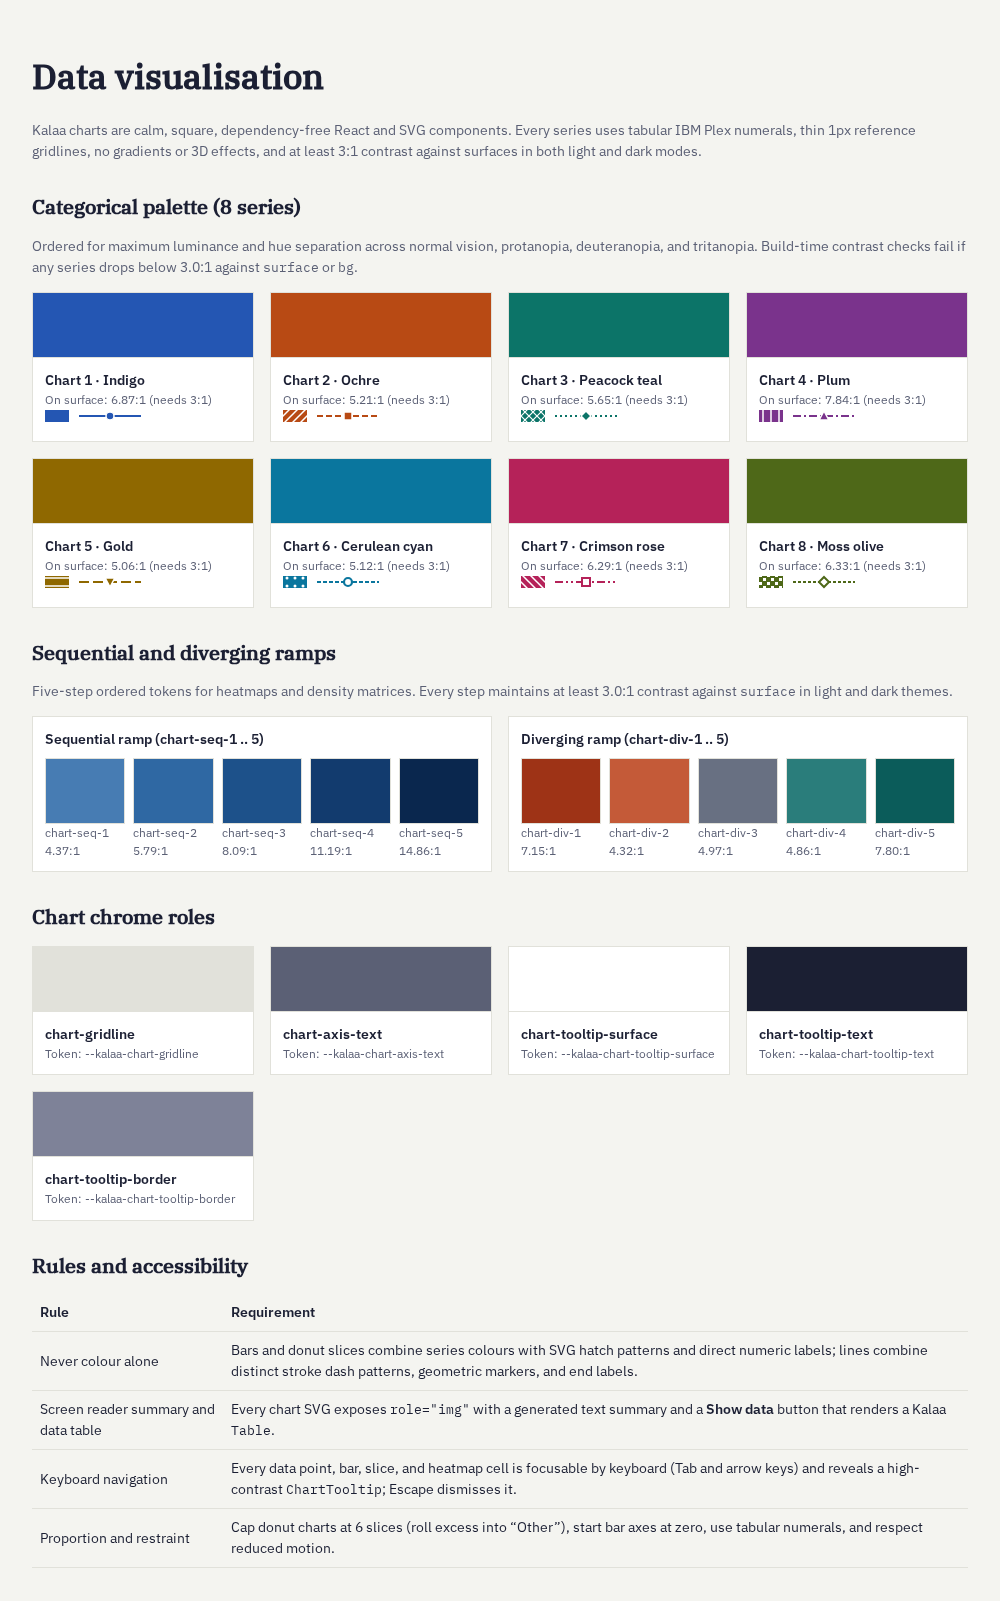 Data visualisation
Kalaa charts are calm, square, dependency-free React and SVG components. Every series uses tabular IBM Plex numerals, thin 1px reference
gridlines, no gradients or 3D effects, and at least 3:1 contrast against surfaces in both light and dark modes.
Categorical palette (8 series)
Ordered for maximum luminance and hue separation across normal vision, protanopia, deuteranopia, and tritanopia. Build-time contrast checks fail if
any series drops below 3.0:1 against surface or bg.
Chart 1 · Indigo
On surface: 6.87:1 (needs 3:1)
Chart 2 · Ochre
On surface: 5.21:1 (needs 3:1)
Chart 3 · Peacock teal
On surface: 5.65:1 (needs 3:1)
Chart 4 · Plum
On surface: 7.84:1 (needs 3:1)
Chart 5 · Gold
On surface: 5.06:1 (needs 3:1)
Chart 6 · Cerulean cyan
On surface: 5.12:1 (needs 3:1)
Chart 7 · Crimson rose
On surface: 6.29:1 (needs 3:1)
Chart 8 · Moss olive
On surface: 6.33:1 (needs 3:1)
Sequential and diverging ramps
Five-step ordered tokens for heatmaps and density matrices. Every step maintains at least 3.0:1 contrast against surface in light and dark themes.
Sequential ramp (chart-seq-1 .. 5)
chart-seq-1
4.37:1
chart-seq-2
5.79:1
chart-seq-3
8.09:1
chart-seq-4
11.19:1
chart-seq-5
14.86:1
Diverging ramp (chart-div-1 .. 5)
chart-div-1
7.15:1
chart-div-2
4.32:1
chart-div-3
4.97:1
chart-div-4
4.86:1
chart-div-5
7.80:1
Chart chrome roles
chart-gridline
Token: --kalaa-chart-gridline
chart-axis-text
Token: --kalaa-chart-axis-text
chart-tooltip-surface
Token: --kalaa-chart-tooltip-surface
chart-tooltip-text
Token: --kalaa-chart-tooltip-text
chart-tooltip-border
Token: --kalaa-chart-tooltip-border
Rules and accessibility
Rule
Requirement
Never colour alone
Bars and donut slices combine series colours with SVG hatch patterns and direct numeric labels; lines combine
distinct stroke dash patterns, geometric markers, and end labels.
Screen reader summary and
data table
Every chart SVG exposes role="img" with a generated text summary and a Show data button that renders a Kalaa
Table.
Keyboard navigation
Every data point, bar, slice, and heatmap cell is focusable by keyboard (Tab and arrow keys) and reveals a high-
contrast ChartTooltip; Escape dismisses it.
Proportion and restraint
Cap donut charts at 6 slices (roll excess into “Other”), start bar axes at zero, use tabular numerals, and respect
reduced motion.